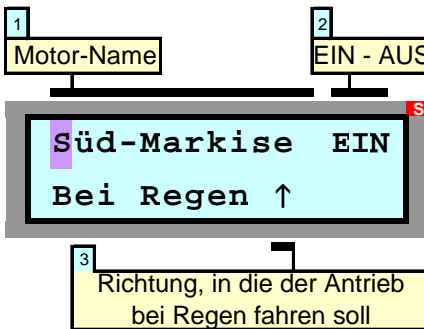 1
Motor-Name
2
EIN - AUS
S
Süd-Markise EIN
Bei Regen ↑
3
Richtung, in die der Antrieb
bei Regen fahren soll